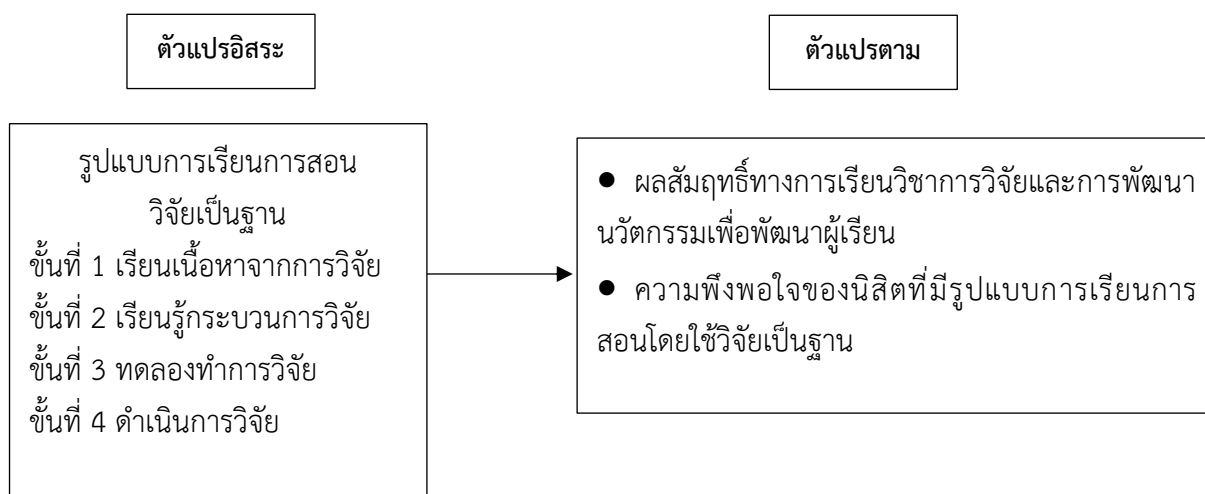 ตัวแปรอิสระ
ตัวแปรตาม
รูปแบบการเรียนการสอน
วิจัยเป็นฐาน
ขั้นที่ 1 เรียนเนื้อหาจากการวิจัย
ขั้นที่ 2 เรียนรู้กระบวนการวิจัย
ขั้นที่ 3 ทดลองทำการวิจัย
ขั้นที่ 4 ดำเนินการวิจัย
● ผลสัมฤทธิ์ทางการเรียนวิชาการวิจัยและการพัฒนา
นวัตกรรมเพื่อพัฒนาผู้เรียน
● ความพึงพอใจของนิสิตที่มีรูปแบบการเรียนการ
สอนโดยใช้วิจัยเป็นฐาน